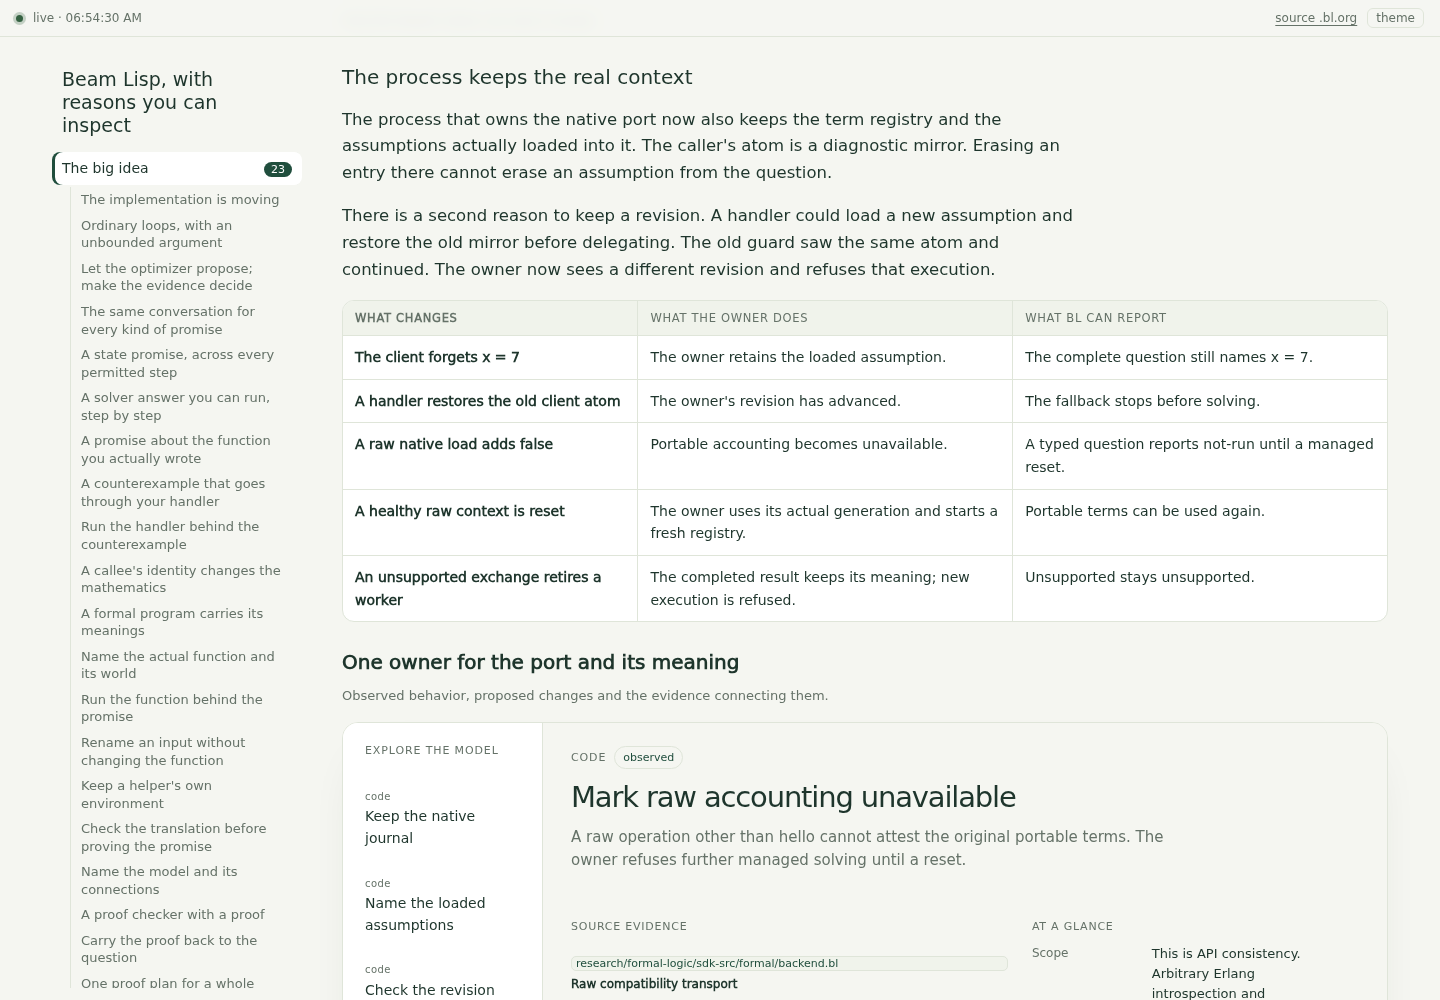 live · 06:54:30 AM
source .bl.org
theme
Beam Lisp, with
reasons you can
inspect
The big idea
23
The implementation is moving
Ordinary loops, with an
unbounded argument
Let the optimizer propose;
make the evidence decide
The same conversation for
every kind of promise
A state promise, across every
permitted step
A solver answer you can run,
step by step
A promise about the function
you actually wrote
A counterexample that goes
through your handler
Run the handler behind the
counterexample
A callee's identity changes the
mathematics
A formal program carries its
meanings
Name the actual function and
its world
Run the function behind the
promise
Rename an input without
changing the function
Keep a helper's own
environment
Check the translation before
proving the promise
Name the model and its
connections
A proof checker with a proof
Carry the proof back to the
question
One proof plan for a whole
The process keeps the real context
The process that owns the native port now also keeps the term registry and the
assumptions actually loaded into it. The caller's atom is a diagnostic mirror. Erasing an
entry there cannot erase an assumption from the question.
There is a second reason to keep a revision. A handler could load a new assumption and
restore the old mirror before delegating. The old guard saw the same atom and
continued. The owner now sees a different revision and refuses that execution.
WHAT CHANGES
WHAT THE OWNER DOES
WHAT BL CAN REPORT
The client forgets x = 7
The owner retains the loaded assumption.
The complete question still names x = 7.
A handler restores the old client atom
The owner's revision has advanced.
The fallback stops before solving.
A raw native load adds false
Portable accounting becomes unavailable.
A typed question reports not-run until a managed
reset.
A healthy raw context is reset
The owner uses its actual generation and starts a
fresh registry.
Portable terms can be used again.
An unsupported exchange retires a
worker
The completed result keeps its meaning; new
execution is refused.
Unsupported stays unsupported.
One owner for the port and its meaning
Observed behavior, proposed changes and the evidence connecting them.
EXPLORE THE MODEL
code
Keep the native
journal
code
Name the loaded
assumptions
code
Check the revision
CODE
observed
Mark raw accounting unavailable
A raw operation other than hello cannot attest the original portable terms. The
owner refuses further managed solving until a reset.
SOURCE EVIDENCE
research/formal-logic/sdk-src/formal/backend.bl
Raw compatibility transport
AT A GLANCE
Scope
This is API consistency.
Arbitrary Erlang
introspection and